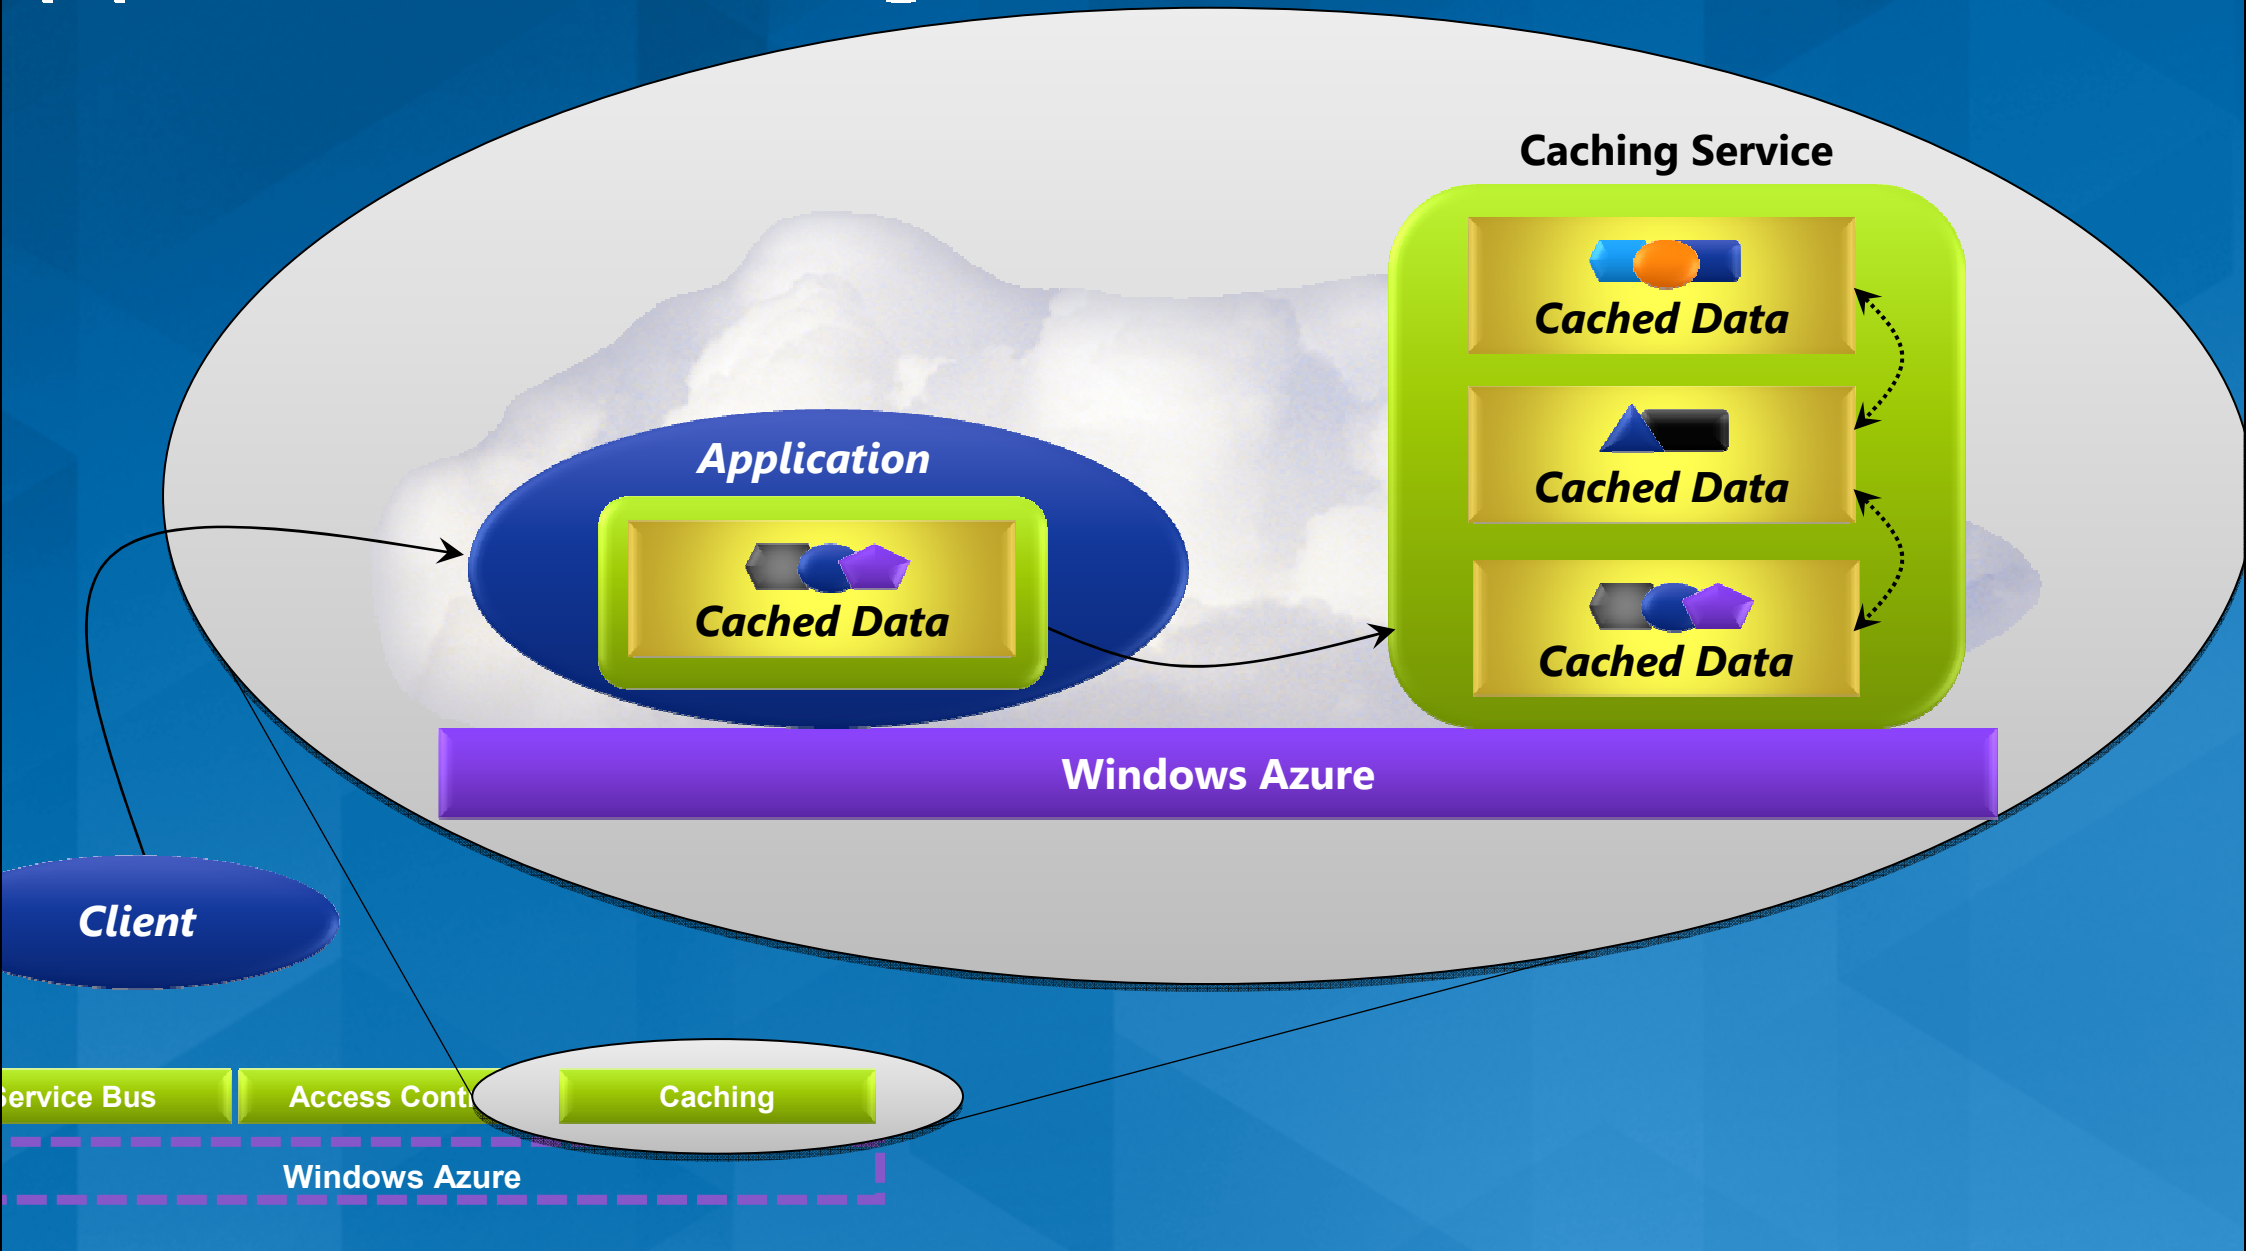 Caching Service
Cached Data
Cached Data
Application
Cached Data
Cached Data
Windows Azure
Client
ervice Bus
Access Cont
Caching
Windows Azure